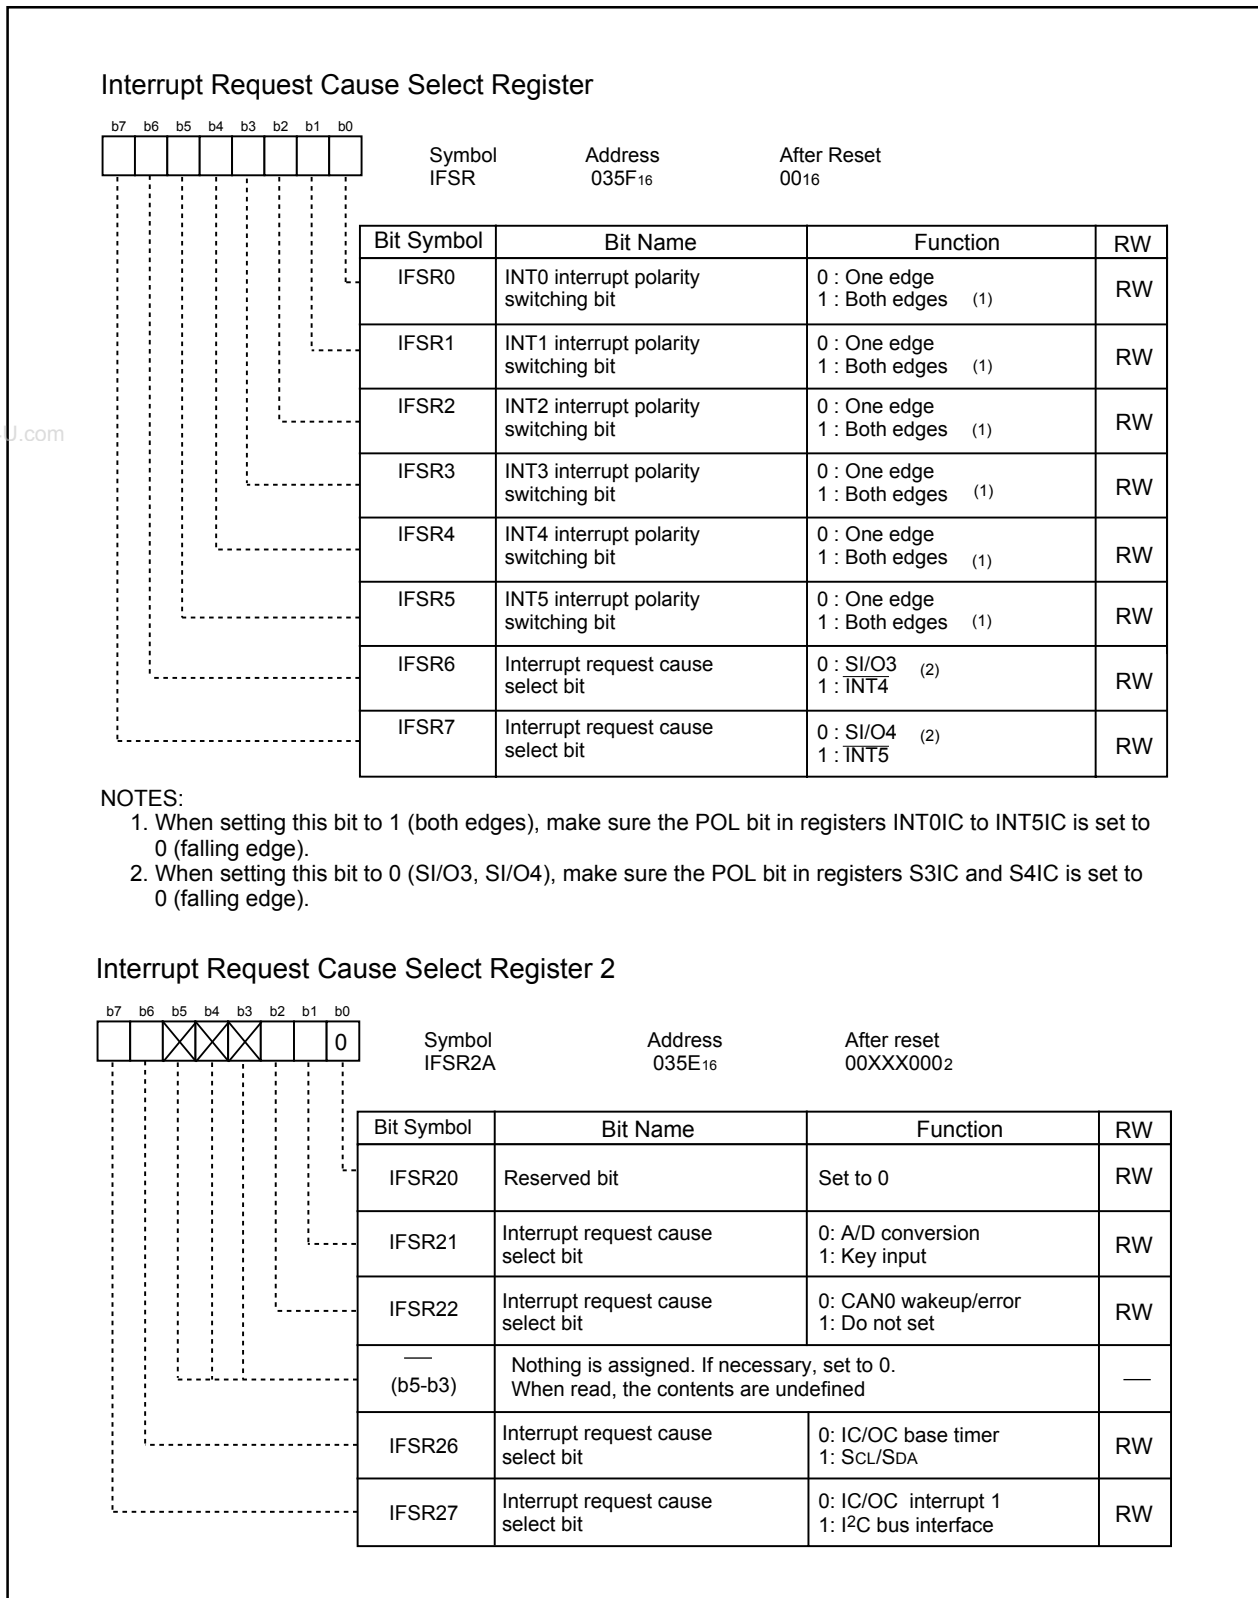 Interrupt Request Cause Select Register
b7 b6 b5 b4 b3 b2 b1 b0
Symbol Address After Reset
IFSR 035F16 0016
Bit Symbol Bit Name Function RW
IFSR0 INT0 interrupt polarity switching bit 0 : One edge
1 : Both edges (1) RW
IFSR1 INT1 interrupt polarity switching bit 0 : One edge
1 : Both edges (1) RW
IFSR2 INT2 interrupt polarity switching bit 0 : One edge
1 : Both edges (1) RW
IFSR3 INT3 interrupt polarity switching bit 0 : One edge
1 : Both edges (1) RW
IFSR4 INT4 interrupt polarity switching bit 0 : One edge
1 : Both edges (1) RW
IFSR5 INT5 interrupt polarity switching bit 0 : One edge
1 : Both edges (1) RW
IFSR6 Interrupt request cause select bit 0 : SI/O3 (2)
1 : INT4 RW
IFSR7 Interrupt request cause select bit 0 : SI/O4 (2)
1 : INT5 RW
U.com
NOTES:
1. When setting this bit to 1 (both edges), make sure the POL bit in registers INT0IC to INT5IC is set to
0 (falling edge).
2. When setting this bit to 0 (SI/O3, SI/O4), make sure the POL bit in registers S3IC and S4IC is set to
0 (falling edge).
Interrupt Request Cause Select Register 2
b7 b6 b5 b4 b3 b2 b1 b0
0
Symbol Address After reset
IFSR2A 035E16 00XXX0002
Bit Symbol Bit Name Function RW
IFSR20 Reserved bit Set to 0 RW
IFSR21 Interrupt request cause select bit 0: A/D conversion
1: Key input RW
IFSR22 Interrupt request cause select bit 0: CAN0 wakeup/error
1: Do not set RW
— (b5-b3) Nothing is assigned. If necessary, set to 0.
When read, the contents are undefined —
IFSR26 Interrupt request cause select bit 0: IC/OC base timer
1: SCL/SDA RW
IFSR27 Interrupt request cause select bit 0: IC/OC interrupt 1
1: I2C bus interface RW